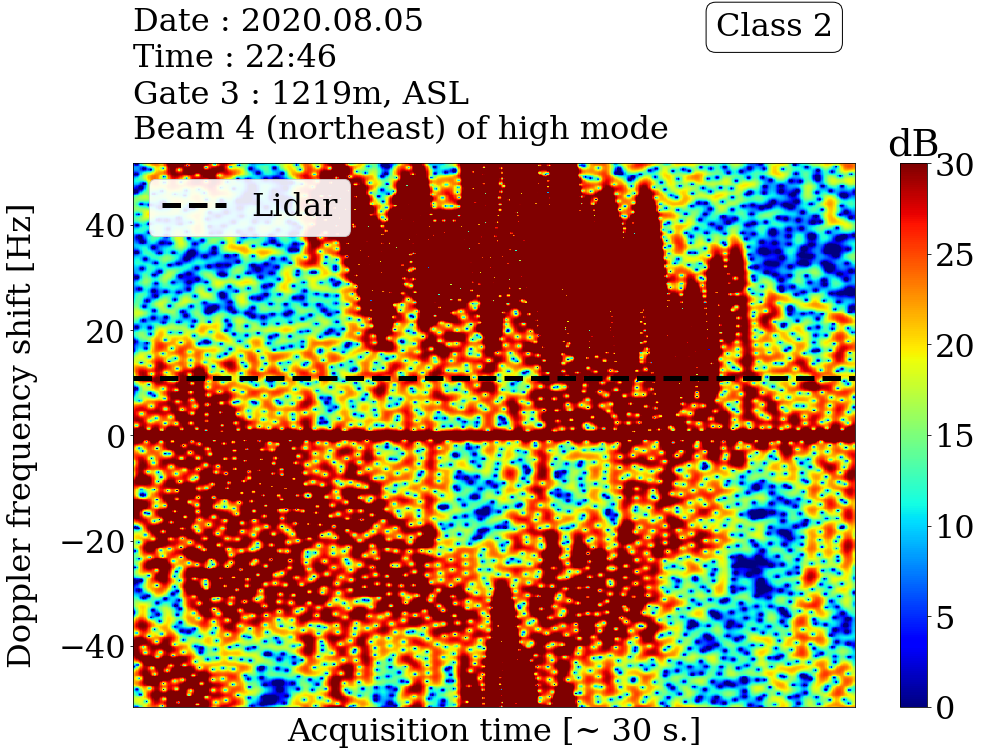 Date : 2020.08.05
Time : 22:46
Gate 3 : 1219m, ASL
Beam 4 (northeast) of high mode
Class 2
dB
30
25
20
15
10
5
0
Lidar
Doppler frequency shift [Hz]
40
20
0
−20
−40
Acquisition time [~ 30 s.]